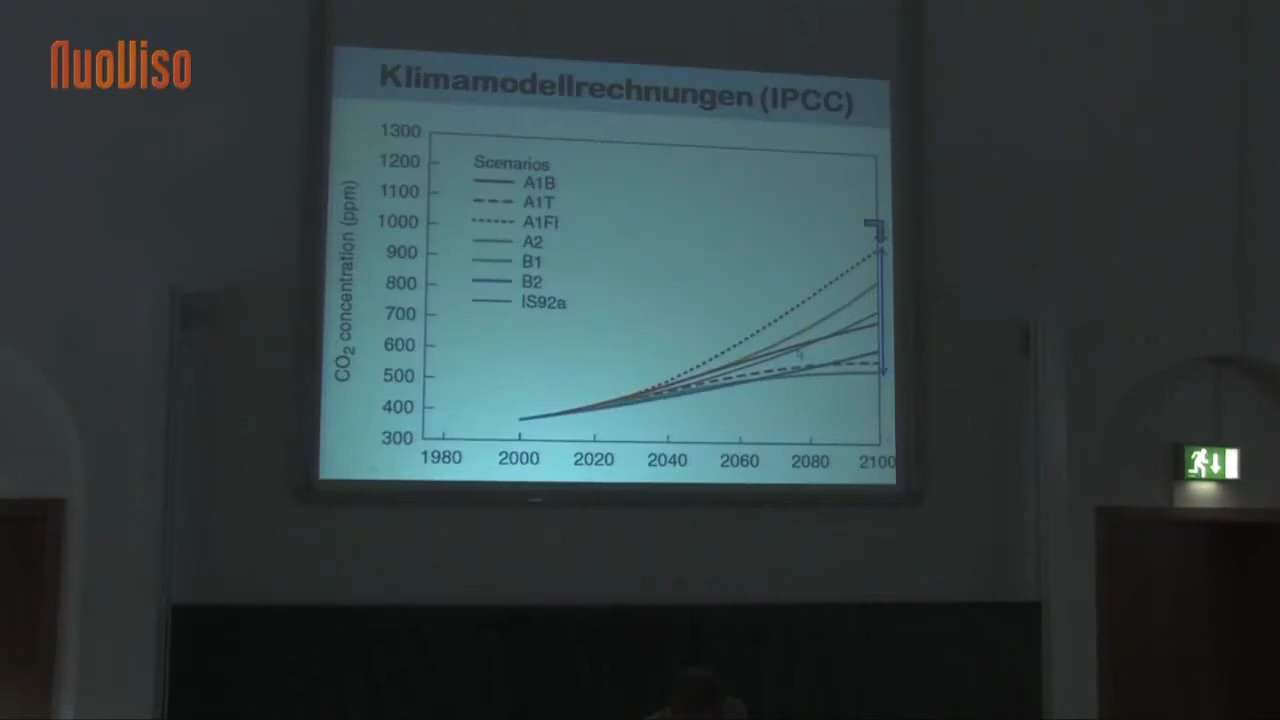 NuoViso
Klimamodellrechnungen (IPCC)
1300
1200
1100
1000
900
800
700
600
500
400
300
CO2 concentration (ppm)
Scenarios
A1B
A1T
A1FI
A2
B1
B2
IS92a
1980 2000 2020 2040 2060 2080 2100